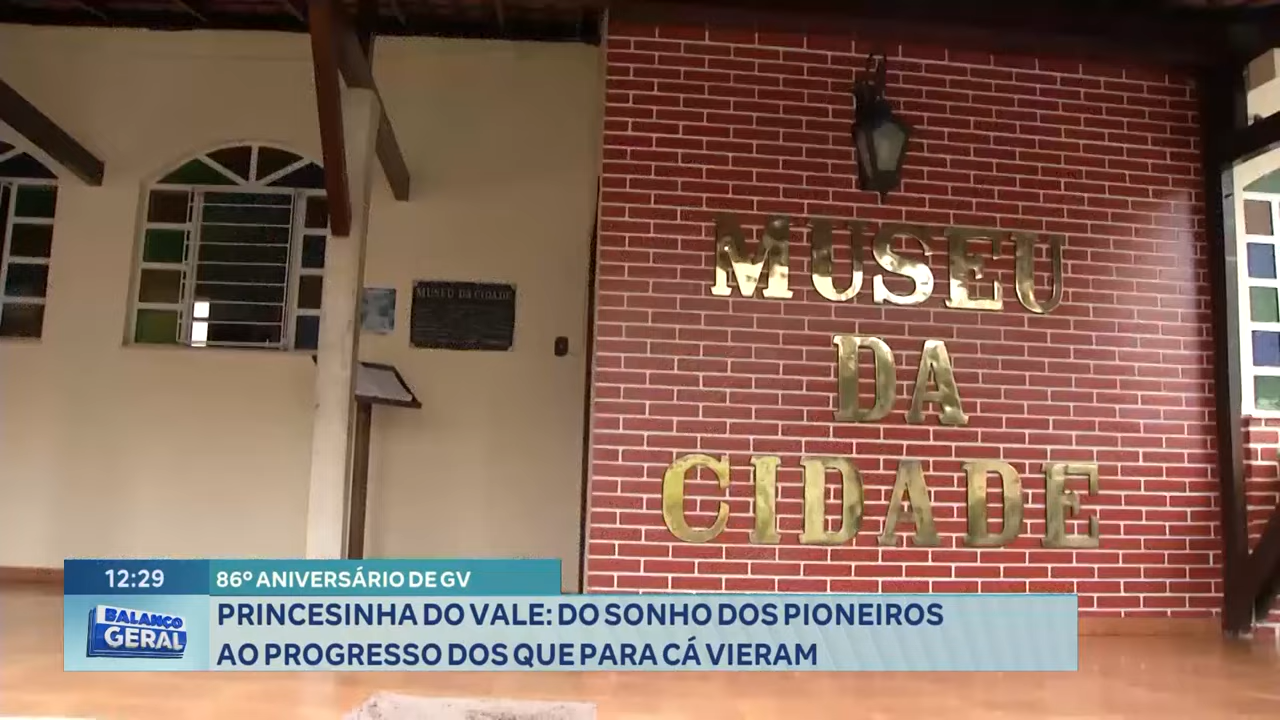 MUSEU
DA
CIDADE
MUSEU DA CIDADE
12:29
86º ANIVERSÁRIO DE GV
BALANÇO
GERAL
PRINCESINHA DO VALE: DO SONHO DOS PIONEIROS
AO PROGRESSO DOS QUE PARA CÁ VIERAM